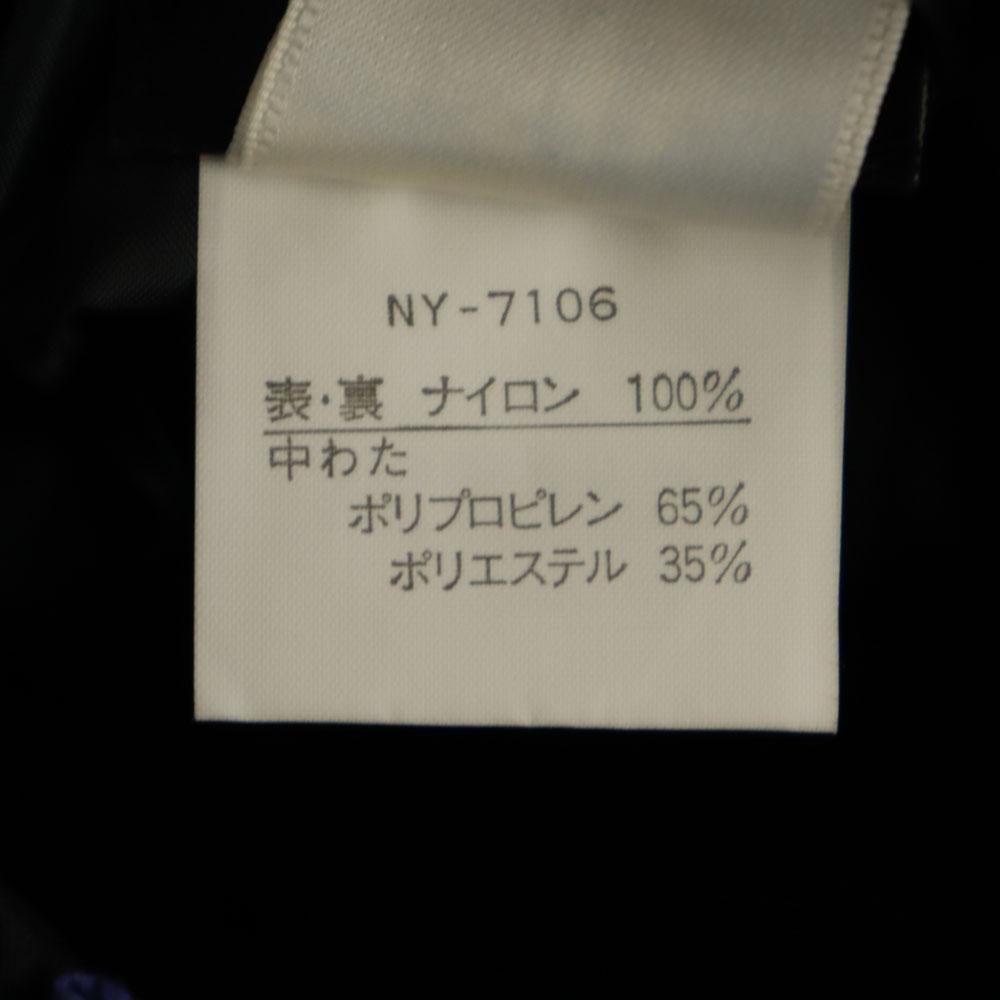 NY-7106
表・裏 ナイロン 100%
中わた
ポリプロピレン 65%
ポリエステル 35%